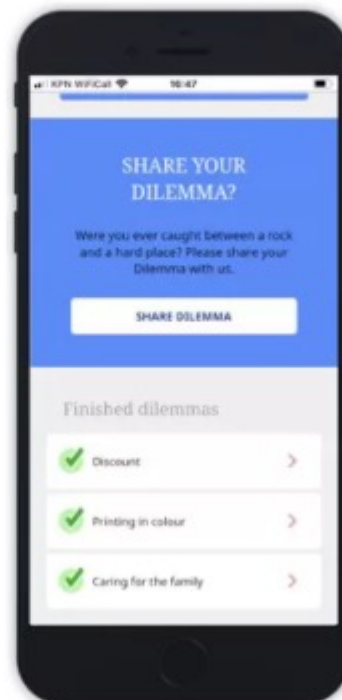 KPN WiFiCall 16:47
SHARE YOUR
DILEMMA?
Were you ever caught between a rock
and a hard place? Please share your
Dilemma with us.
SHARE DILEMMA
Finished dilemmas
Discount
Printing in colour
Caring for the family